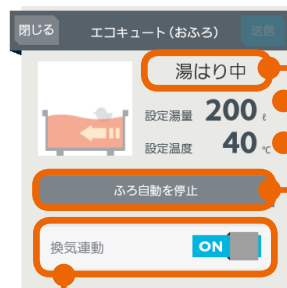 閉じる エコキュート(おふろ) 送信
湯はり中
設定湯量 200 ℓ
設定温度 40 ℃
ふろ自動を停止
換気連動 ON